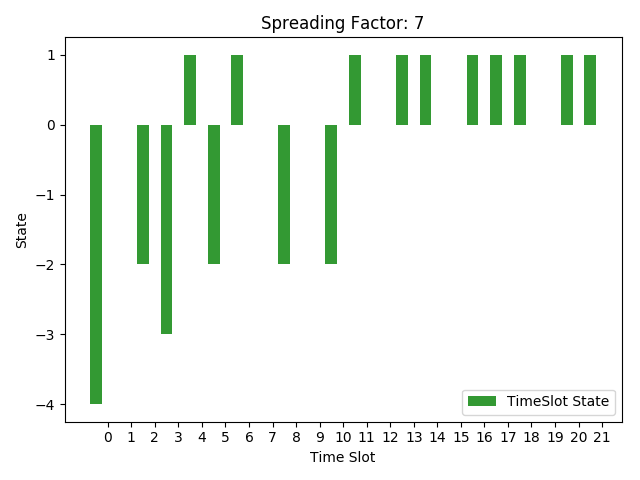 Spreading Factor: 7
1
0
−1
−2
−3
−4
State
TimeSlot State
0 1 2 3 4 5 6 7 8 9 10 11 12 13 14 15 16 17 18 19 20 21
Time Slot